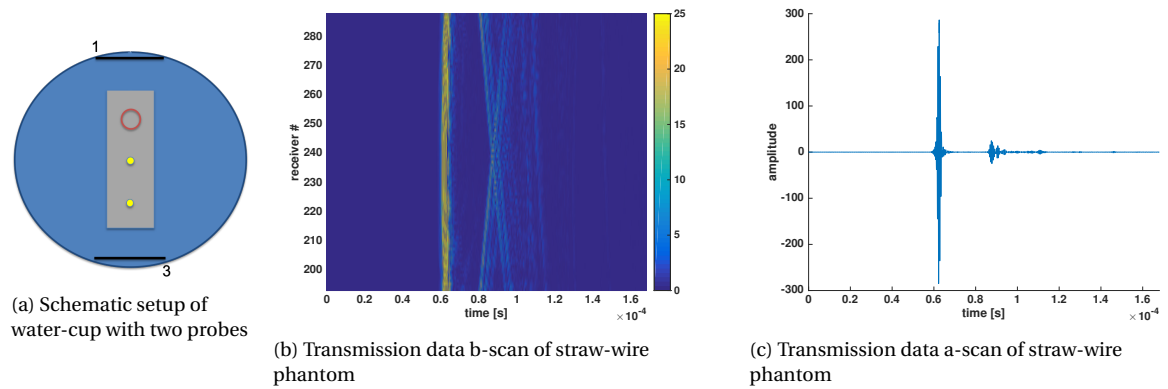 1
3
(a) Schematic setup of
water-cup with two probes
receiver #
280
270
260
250
240
230
220
210
200
0 0.2 0.4 0.6 0.8 1 1.2 1.4 1.6
time [s]
×10⁻⁴
25
20
15
10
5
0
(b) Transmission data b-scan of straw-wire
phantom
amplitude
300
200
100
0
-100
-200
-300
0 0.2 0.4 0.6 0.8 1 1.2 1.4 1.6
time [s]
×10⁻⁴
(c) Transmission data a-scan of straw-wire
phantom